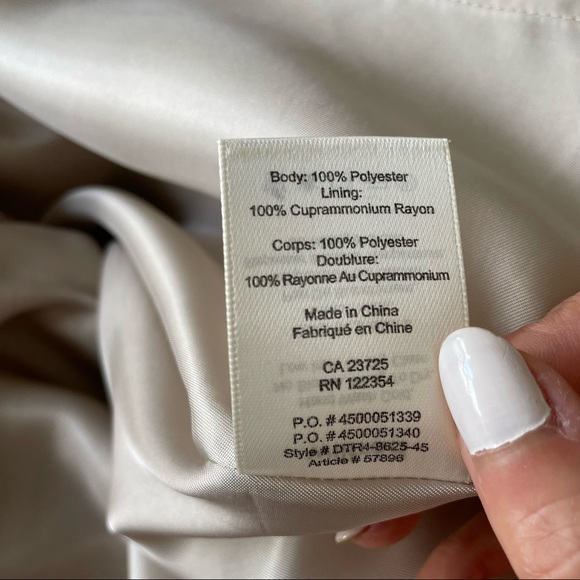 Body: 100% Polyester
Lining:
100% Cuprammonium Rayon
Corps: 100% Polyester
Doublure:
100% Rayonne Au Cuprammonium
Made in China
Fabriqué en Chine
CA 23725
RN 122354
P.O. # 4500051339
P.O. # 4500051340
Style # DTR4-8625-45
Article # 57896